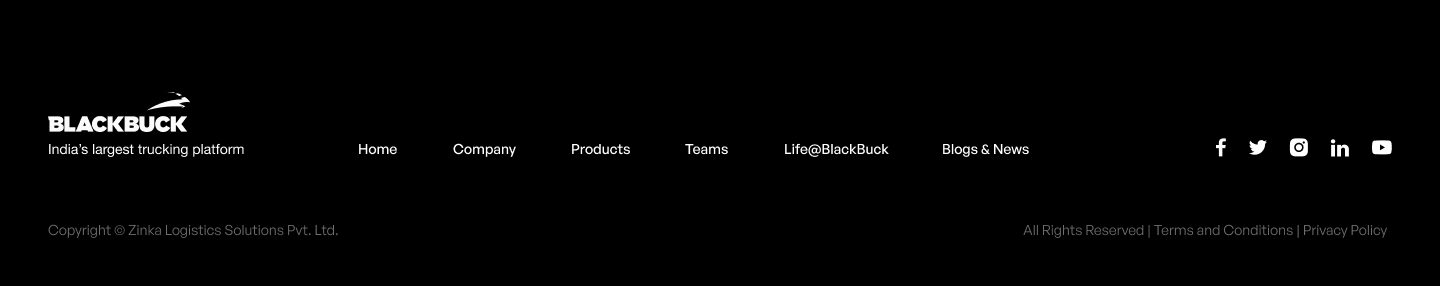 BLACKBUCK
India's largest trucking platform
Home Company Products Teams Life@BlackBuck Blogs & News
Copyright © Zinka Logistics Solutions Pvt. Ltd.
All Rights Reserved | Terms and Conditions | Privacy Policy